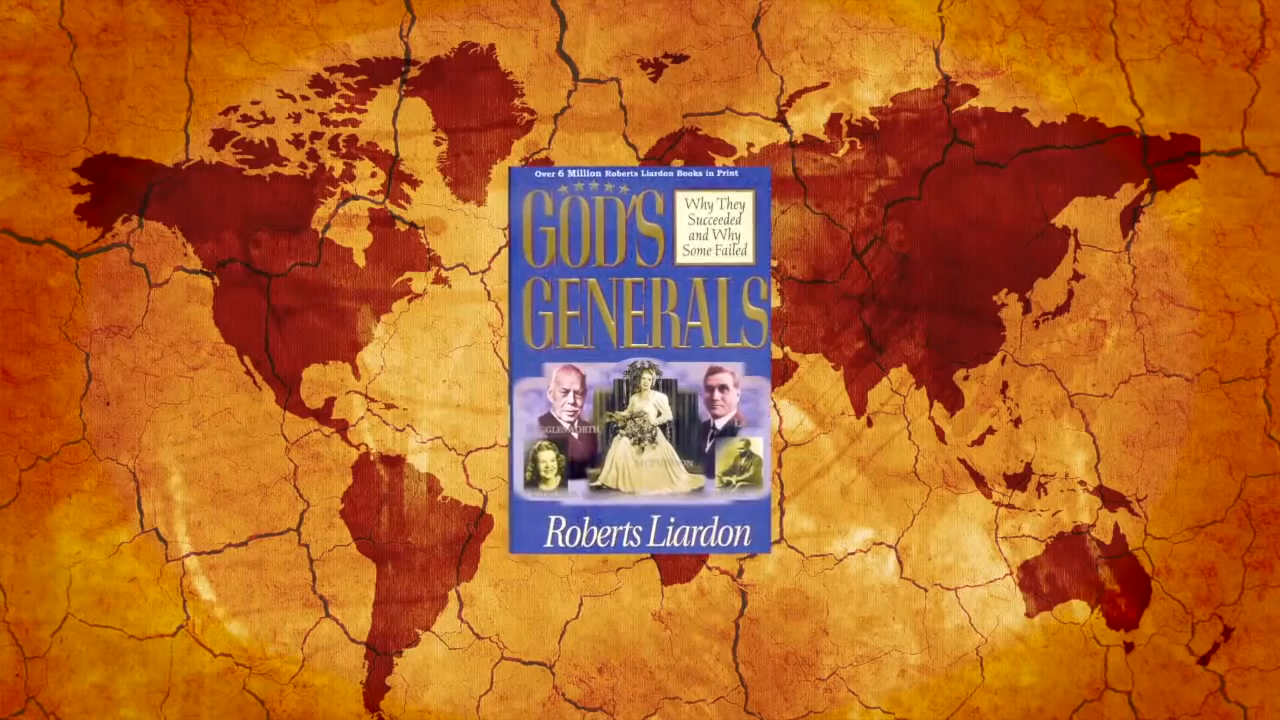 Over 6 Million Roberts Liardon Books in Print
GOD'S
GENERALS
Why They
Succeeded
and Why
Some Failed
Roberts Liardon